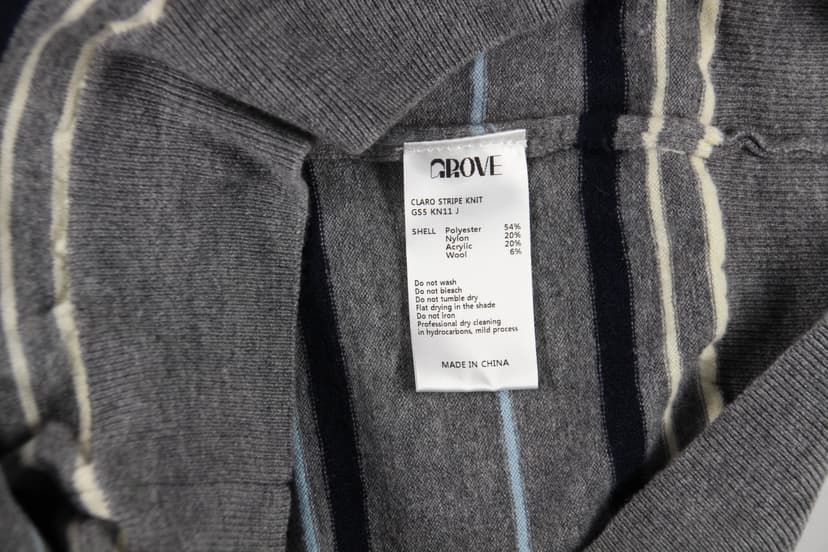 GROVE
CLARO STRIPE KNIT
GS5 KN11 J
SHELL Polyester 54%
Nylon 20%
Acrylic 20%
Wool 6%
Do not wash
Do not bleach
Do not tumble dry
Flat drying in the shade
Do not iron
Professional dry cleaning
in hydrocarbons, mild process
MADE IN CHINA